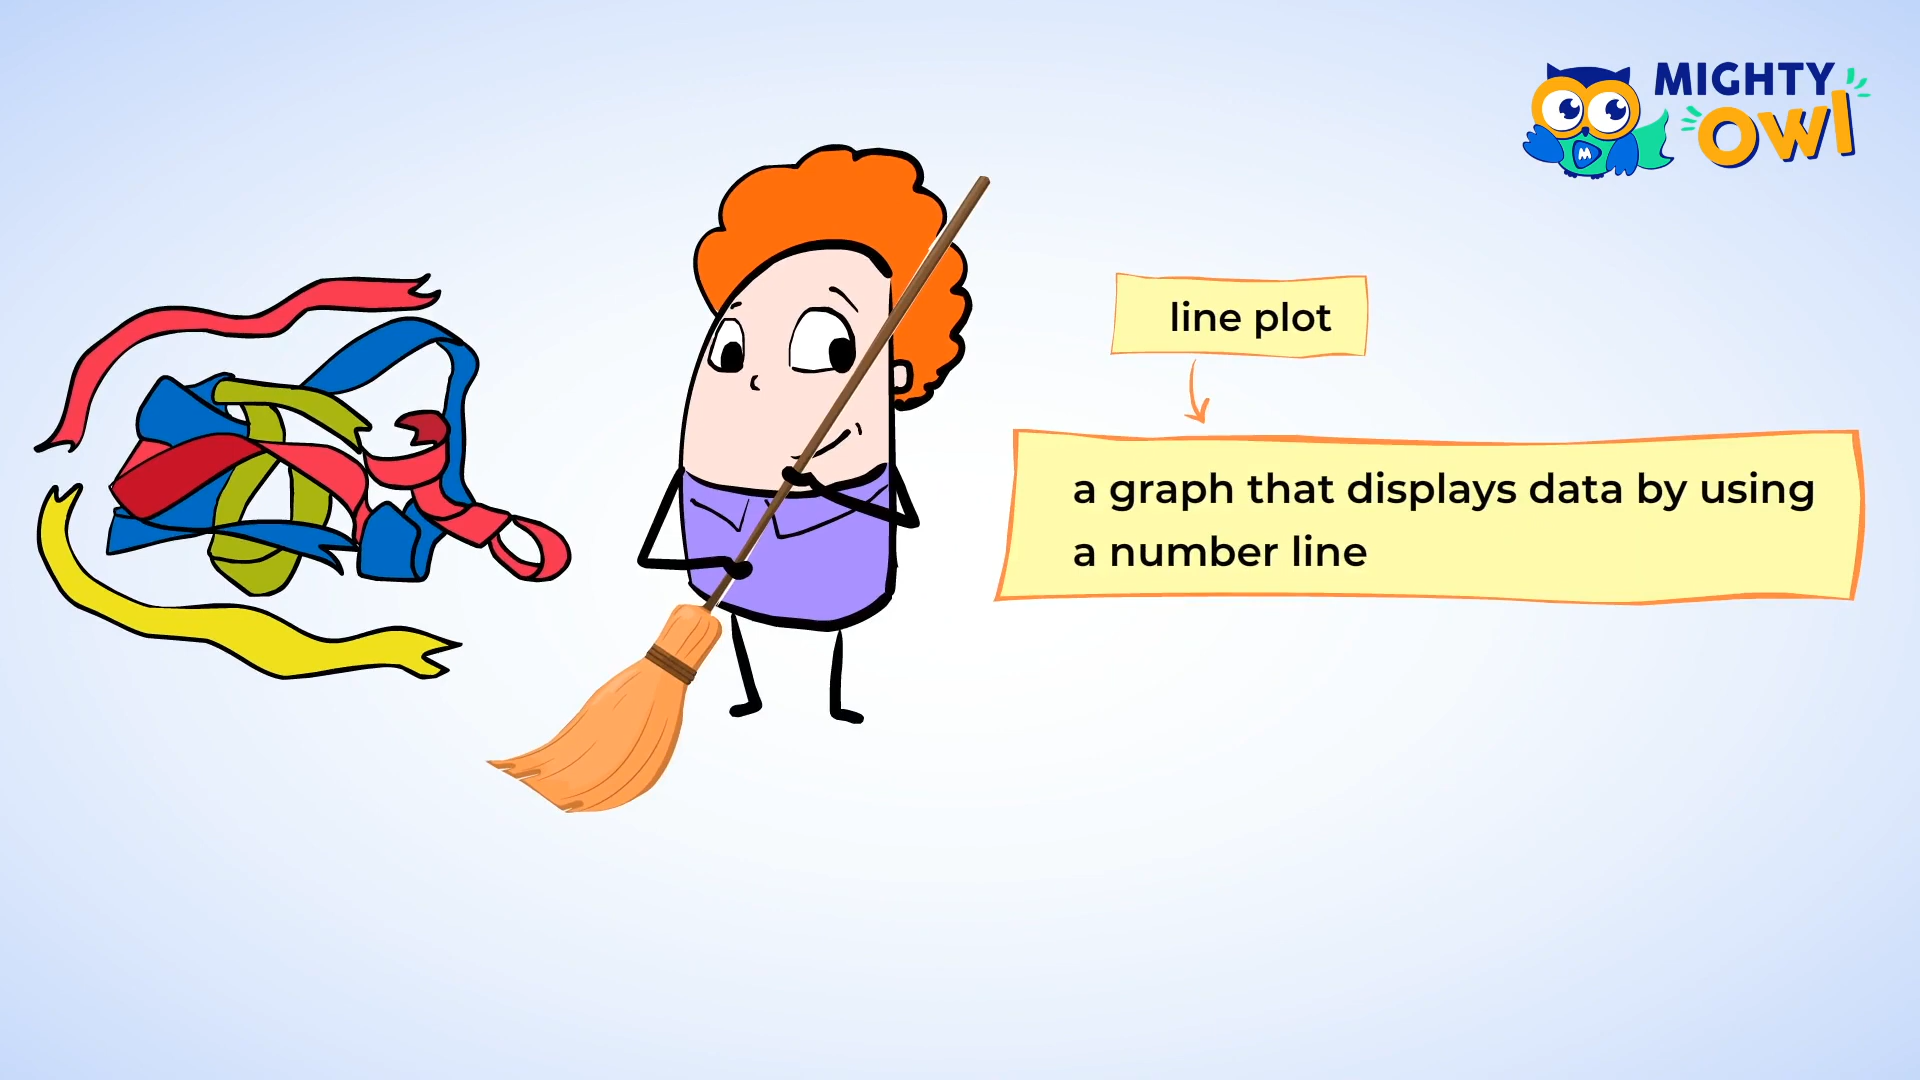 MIGHTY
OWl
M
line plot
a graph that displays data by using
a number line